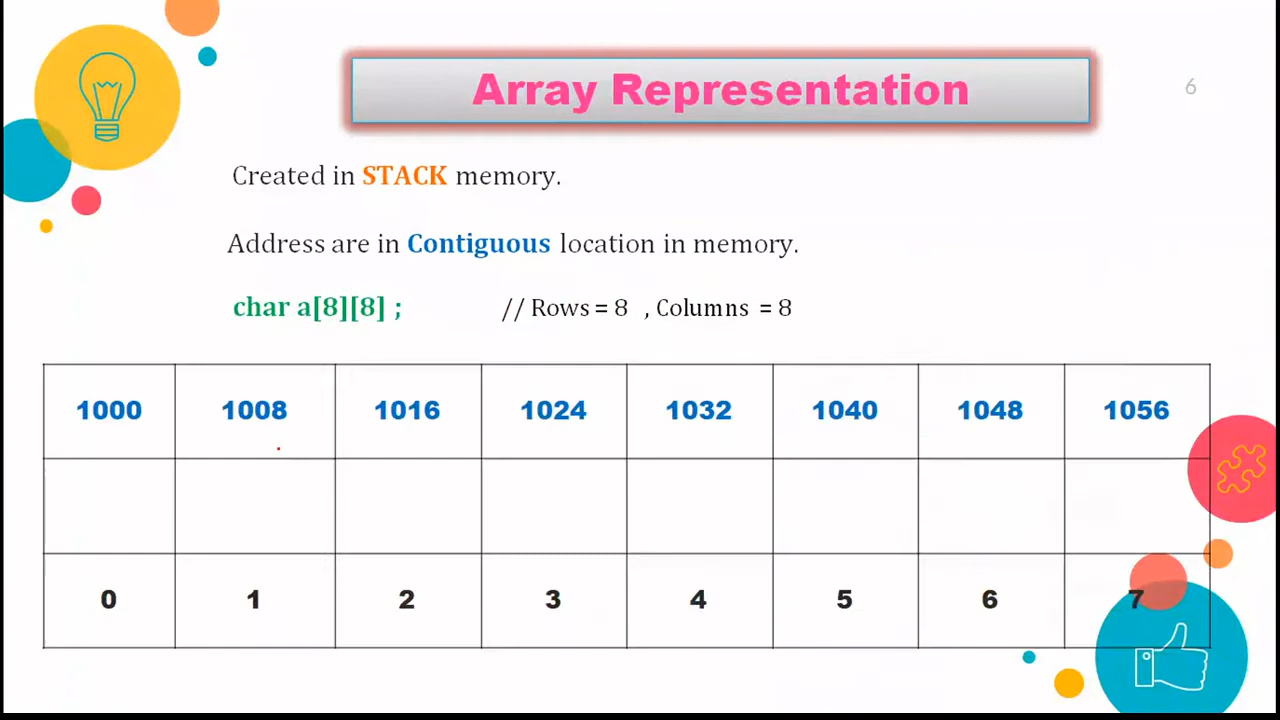 Array Representation
6
Created in STACK memory.
Address are in Contiguous location in memory.
char a[8][8] ; // Rows = 8 , Columns = 8
1000 1008 1016 1024 1032 1040 1048 1056
0 1 2 3 4 5 6 7